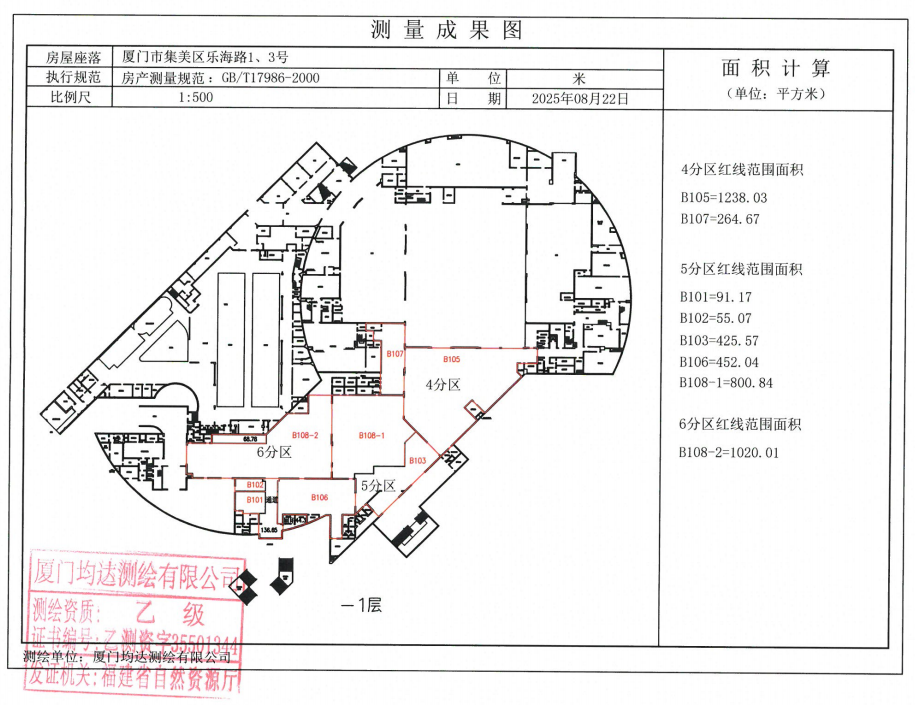 测量成果图
房屋座落 厦门市集美区乐海路1、3号
执行规范 房产测量规范：GB/T17986-2000 单 位 米
比例尺 1:500 日 期 2025年08月22日
面积计算
（单位：平方米）
4分区红线范围面积
B105=1238.03
B107=264.67
5分区红线范围面积
B101=91.17
B102=55.07
B103=425.57
B106=452.04
B108-1=800.84
6分区红线范围面积
B108-2=1020.01
B107
B105
4分区
B108-2
B108-1
68.78
6分区
B103
B102
5分区
B101
通道
B106
136.65
-1层
厦门均达测绘有限公司
测绘资质：乙 级
证书编号：乙测资字35501344
测绘单位：厦门均达测绘有限公司
发证机关：福建省自然资源厅